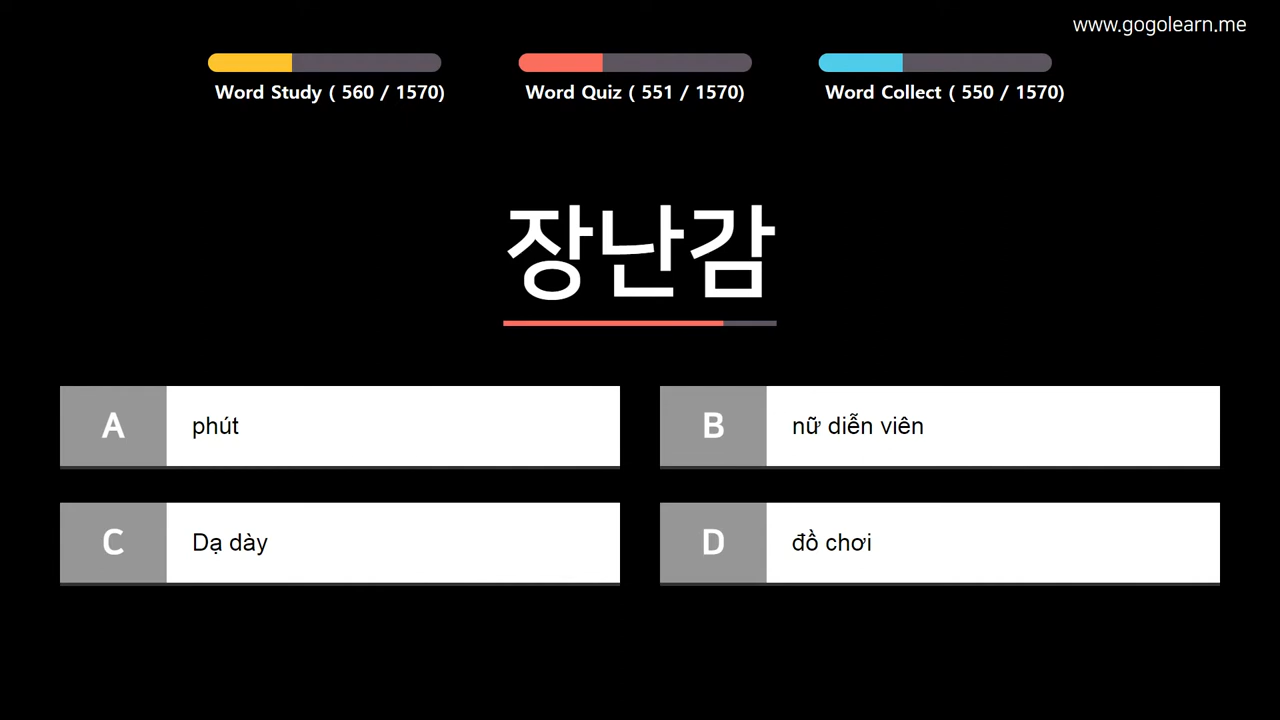 www.gogolearn.me
Word Study ( 560 / 1570)
Word Quiz ( 551 / 1570)
Word Collect ( 550 / 1570)
장난감
A
phút
B
nữ diễn viên
C
Dạ dày
D
đồ chơi